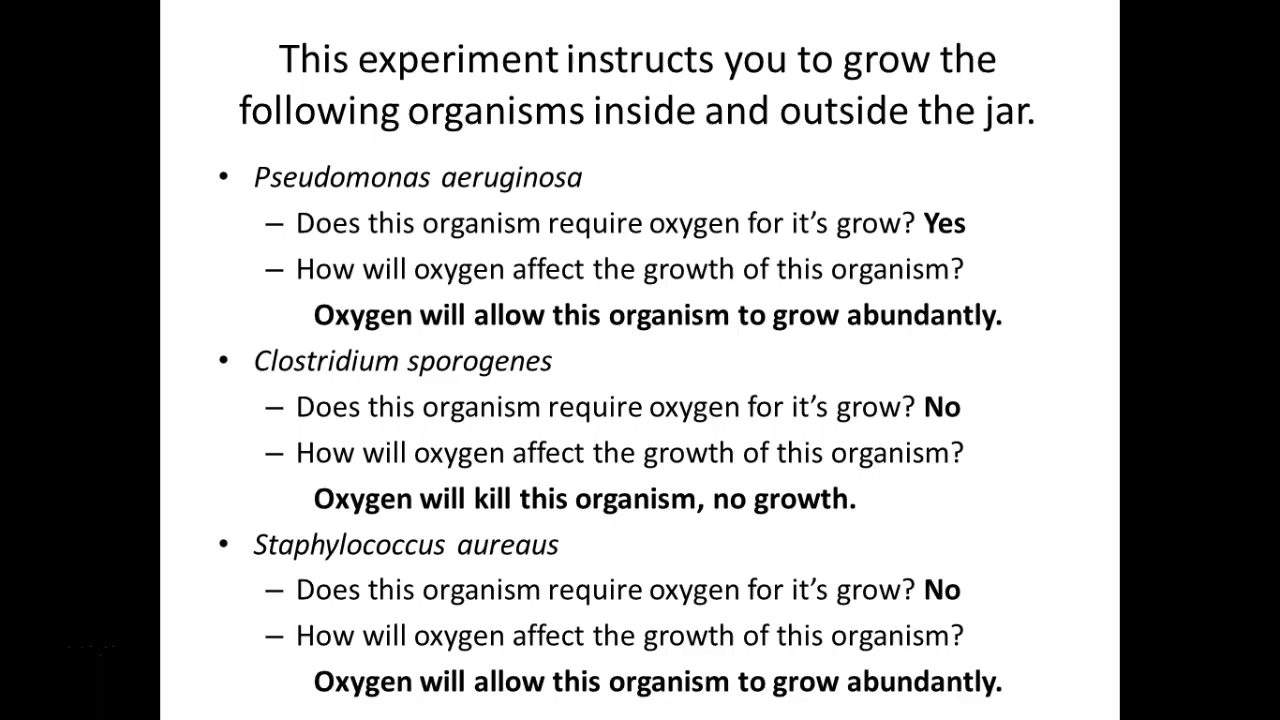 This experiment instructs you to grow the
following organisms inside and outside the jar.
• Pseudomonas aeruginosa
– Does this organism require oxygen for it’s grow? Yes
– How will oxygen affect the growth of this organism?
Oxygen will allow this organism to grow abundantly.
• Clostridium sporogenes
– Does this organism require oxygen for it’s grow? No
– How will oxygen affect the growth of this organism?
Oxygen will kill this organism, no growth.
• Staphylococcus aureaus
– Does this organism require oxygen for it’s grow? No
– How will oxygen affect the growth of this organism?
Oxygen will allow this organism to grow abundantly.